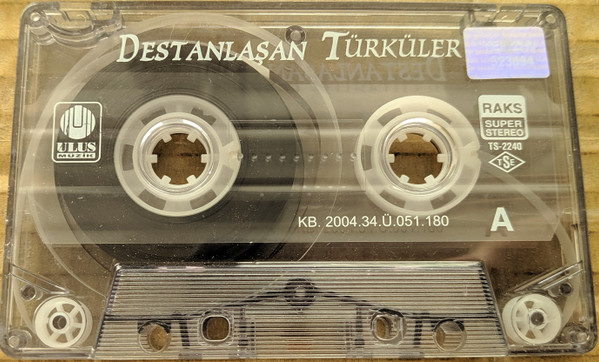 DESTANLAŞAN TÜRKÜLER
ULUS
MÜZİK
RAKS
SUPER
STEREO
TS-2240
TSE
KB. 2004.34.Ü.051.180
A